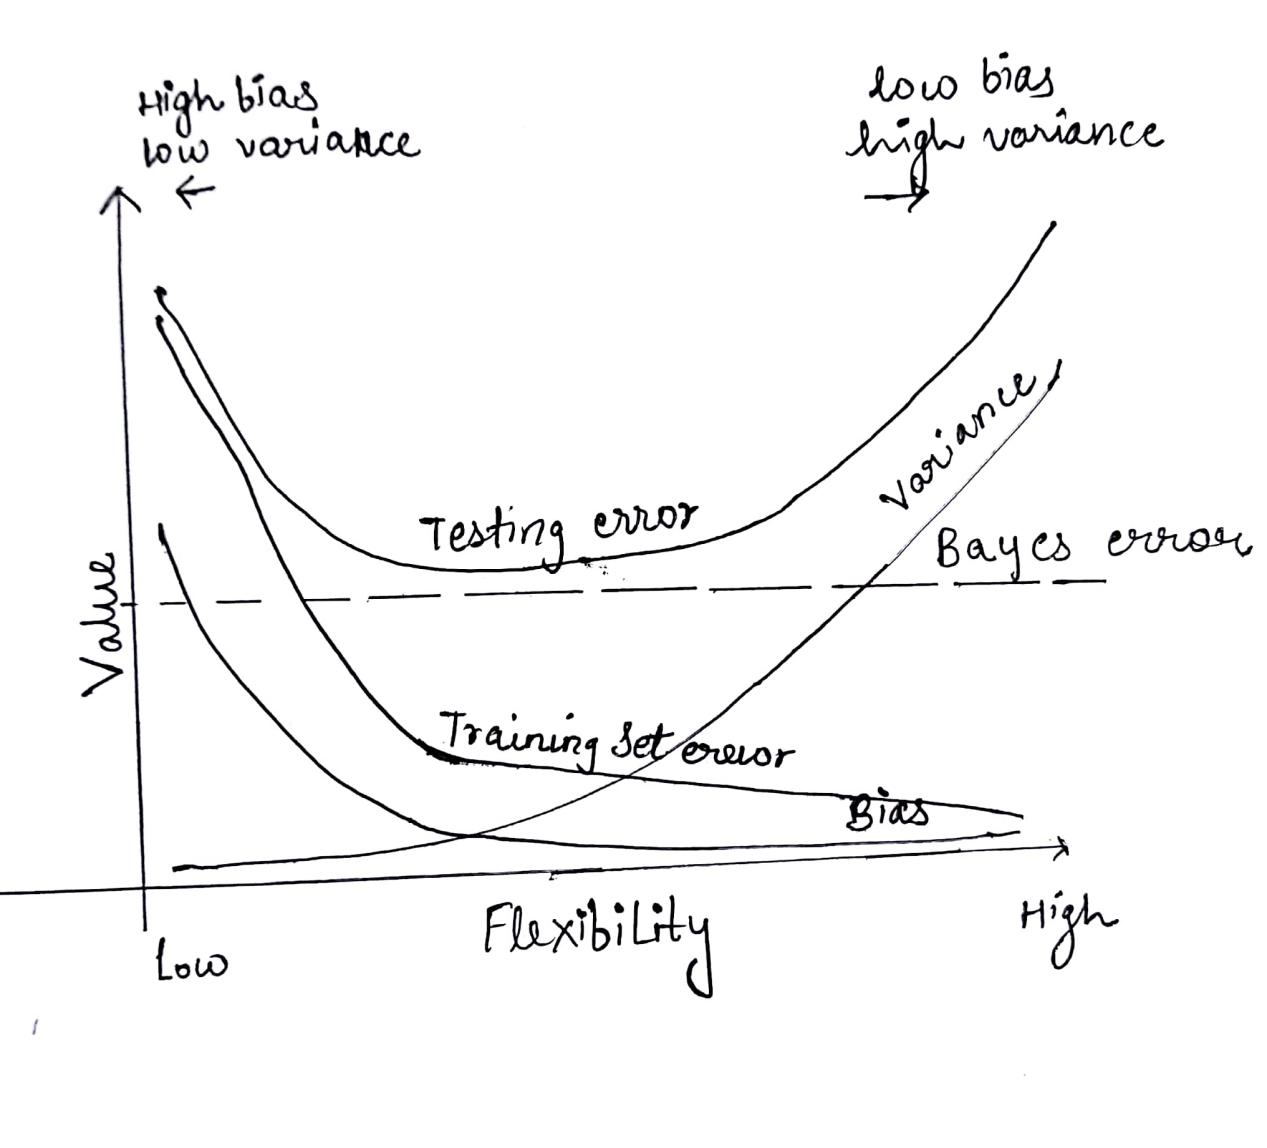 High bias
low variance
←
low bias
high variance
→
Value
Testing error
Variance
Bayes error
Training Set error
Bias
Flexibility
Low
High